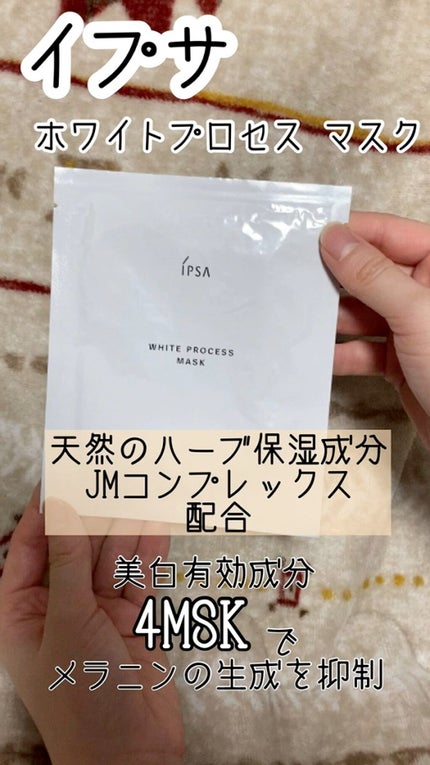 イプサ
ホワイトプロセス マスク
ÍPSA
WHITE PROCESS
MASK
天然のハーブ保湿成分
JMコンプレックス
配合
美白有効成分
4MSK で
メラニンの生成を抑制